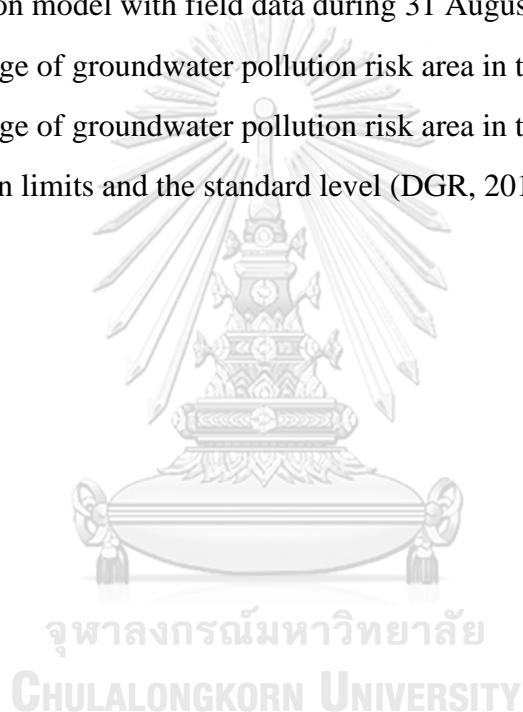 on model with field data during 31 Augus
ge of groundwater pollution risk area in t
ge of groundwater pollution risk area in t
n limits and the standard level (DGR, 201
จุฬาลงกรณ์มหาวิทยาลัย
CHULALONGKORN UNIVERSITY